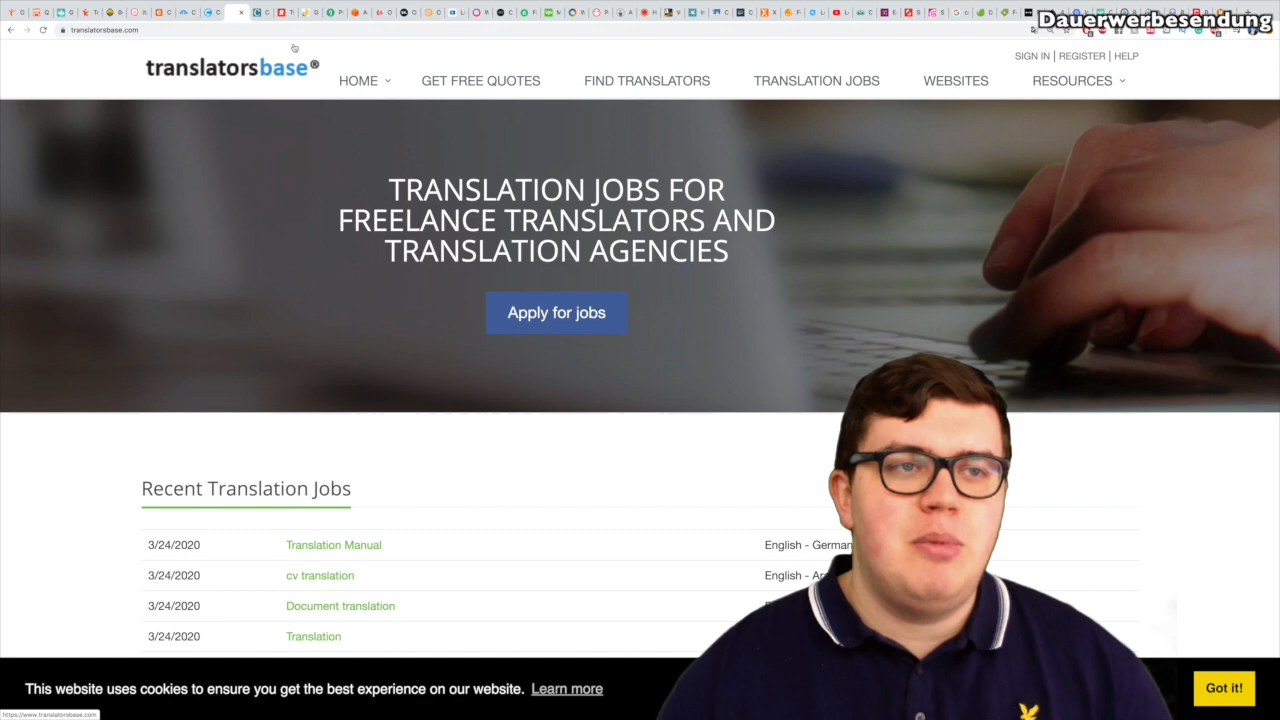 Dauerwerbesendung
translatorsbase.com
SIGN IN | REGISTER | HELP
translatorsbase®
HOME
GET FREE QUOTES
FIND TRANSLATORS
TRANSLATION JOBS
WEBSITES
RESOURCES
TRANSLATION JOBS FOR
FREELANCE TRANSLATORS AND
TRANSLATION AGENCIES
Apply for jobs
Recent Translation Jobs
3/24/2020 Translation Manual English - German
3/24/2020 cv translation English -
3/24/2020 Document translation
3/24/2020 Translation
This website uses cookies to ensure you get the best experience on our website. Learn more
Got it!
https://www.translatorsbase.com